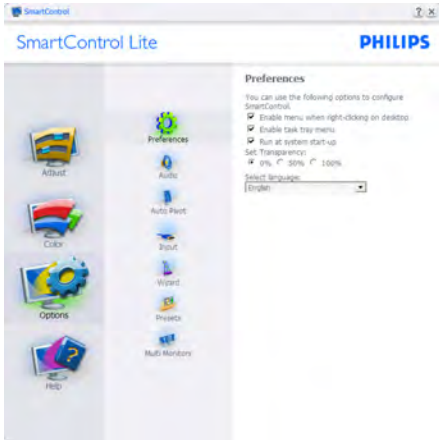 SmartControl
SmartControl Lite
PHILIPS
Adjust
Color
Options
Help
Preferences
Audio
Auto Pivot
Input
Wizard
Presets
Multi Monitors
Preferences
You can use the following options to configure
SmartControl.
Enable menu when right-clicking on desktop
Enable task tray menu
Run at system start-up
Set Transparency:
0% 50% 100%
Select language:
English